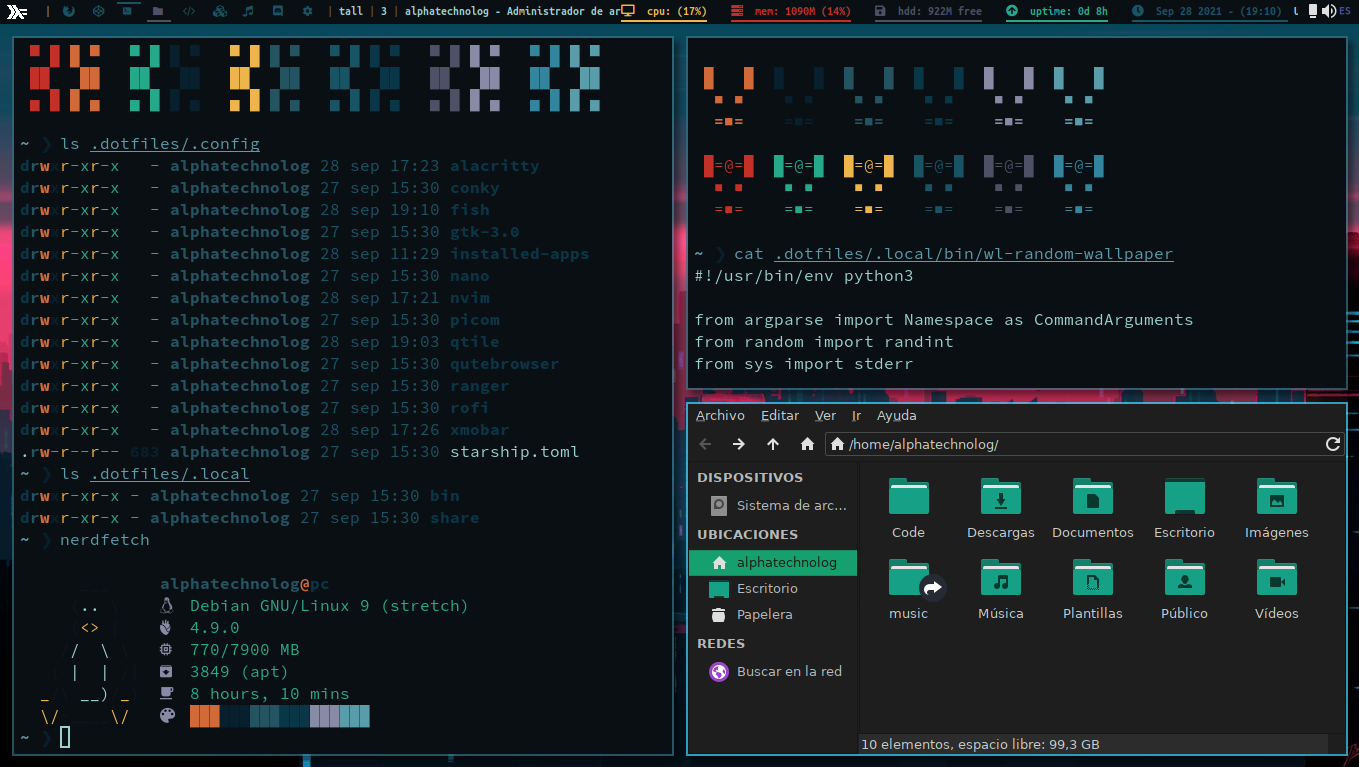 | tall | 3 | alphatechnolog - Administrador de ar cpu: (17%) mem: 1090M (14%) hdd: 922M free uptime: 0d 8h Sep 28 2021 - (19:10) ES
~ ❯ ls .dotfiles/.config
drwxr-xr-x - alphatechnolog 28 sep 17:23 alacritty
drwxr-xr-x - alphatechnolog 27 sep 15:30 conky
drwxr-xr-x - alphatechnolog 28 sep 19:10 fish
drwxr-xr-x - alphatechnolog 27 sep 15:30 gtk-3.0
drwxr-xr-x - alphatechnolog 28 sep 11:29 installed-apps
drwxr-xr-x - alphatechnolog 27 sep 15:30 nano
drwxr-xr-x - alphatechnolog 28 sep 17:21 nvim
drwxr-xr-x - alphatechnolog 27 sep 15:30 picom
drwxr-xr-x - alphatechnolog 28 sep 19:03 qtile
drwxr-xr-x - alphatechnolog 27 sep 15:30 qutebrowser
drwxr-xr-x - alphatechnolog 27 sep 15:30 ranger
drwxr-xr-x - alphatechnolog 27 sep 15:30 rofi
drwxr-xr-x - alphatechnolog 28 sep 17:26 xmobar
.rw-r--r-- 683 alphatechnolog 27 sep 15:30 starship.toml
~ ❯ ls .dotfiles/.local
drwxr-xr-x - alphatechnolog 27 sep 15:30 bin
drwxr-xr-x - alphatechnolog 27 sep 15:30 share
~ ❯ nerdfetch
alphatechnolog@pc
Debian GNU/Linux 9 (stretch)
4.9.0
770/7900 MB
3849 (apt)
8 hours, 10 mins
~ ❯
~ ❯ cat .dotfiles/.local/bin/wl-random-wallpaper
#!/usr/bin/env python3
from argparse import Namespace as CommandArguments
from random import randint
from sys import stderr
Archivo Editar Ver Ir Ayuda
/home/alphatechnolog/
DISPOSITIVOS
Sistema de arc...
UBICACIONES
alphatechnolog
Escritorio
Papelera
REDES
Buscar en la red
Code Descargas Documentos Escritorio Imágenes
music Música Plantillas Público Vídeos
10 elementos, espacio libre: 99,3 GB